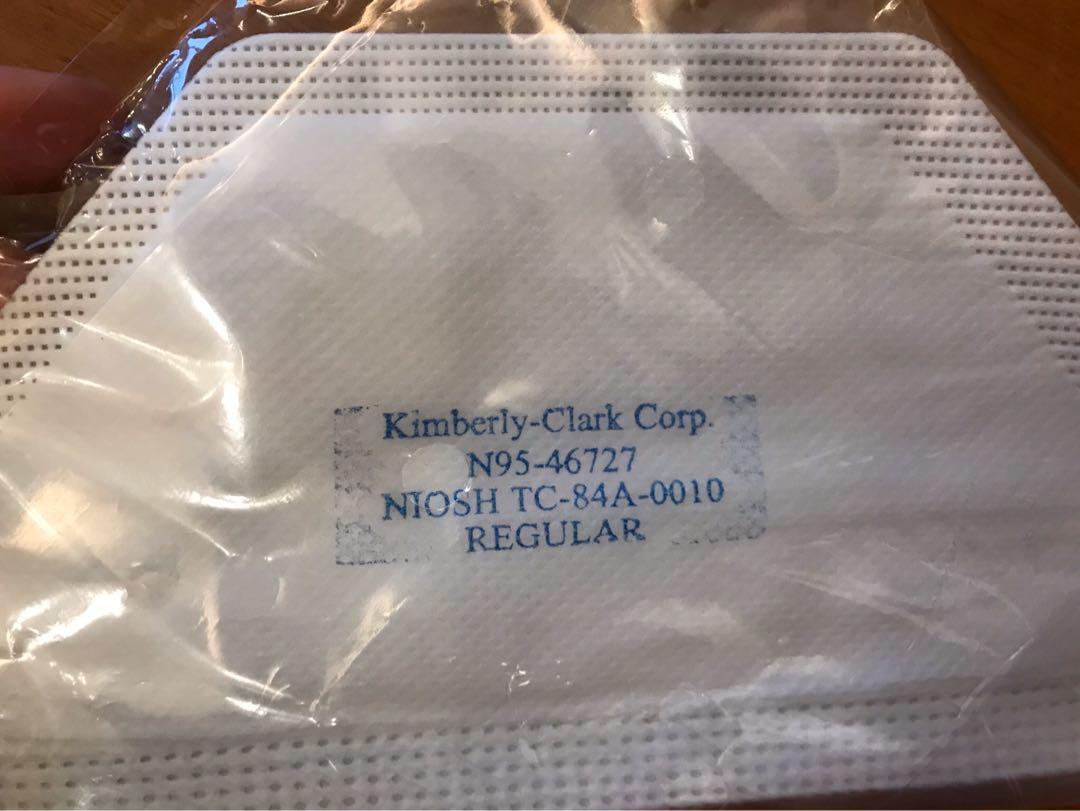 Kimberly-Clark Corp.
N95-46727
NIOSH TC-84A-0010
REGULAR